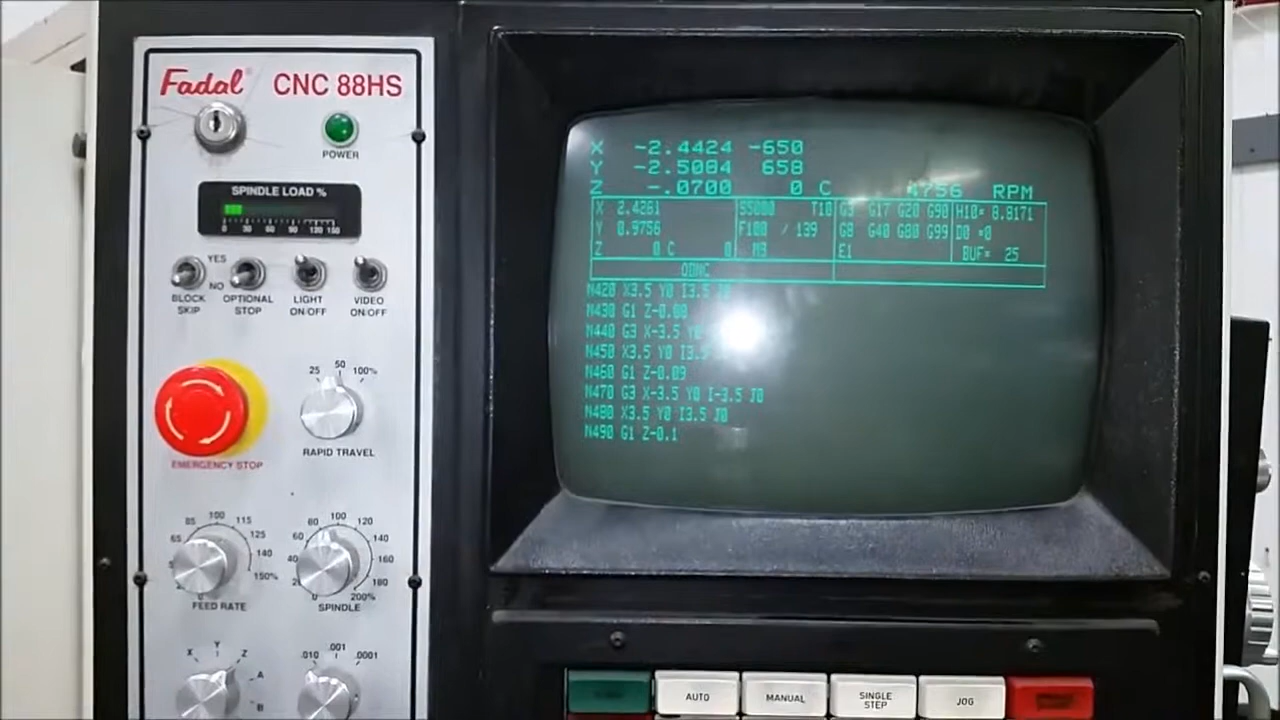 Fadal CNC 88HS
POWER
SPINDLE LOAD %
0 30 60 90 120 150
YES
NO
BLOCK SKIP
OPTIONAL STOP
LIGHT ON/OFF
VIDEO ON/OFF
25 50 100%
RAPID TRAVEL
EMERGENCY STOP
65 85 100 115 125 140 150%
FEED RATE
40 60 80 100 120 140 160 180 200%
SPINDLE
X Y Z A B
.010 .001 .0001
X -2.4424 -650
Y -2.5084 658
Z -.0700 0 C 4756 RPM
X 2.4261 S5000 T10 G3 G17 G20 G90 H10= 8.8171
Y 0.9756 F100 / 139 G8 G40 G80 G99 D0 =0
Z 0 C 0 M3 E1 BUF= 25
N420 X3.5 Y0 I3.5 J0
N430 G1 Z-0.08
N440 G3 X-3.5 Y0
N450 X3.5 Y0 I3.5
N460 G1 Z-0.09
N470 G3 X-3.5 Y0 I-3.5 J0
N480 X3.5 Y0 I3.5 J0
N490 G1 Z-0.1
AUTO
MANUAL
SINGLE STEP
JOG